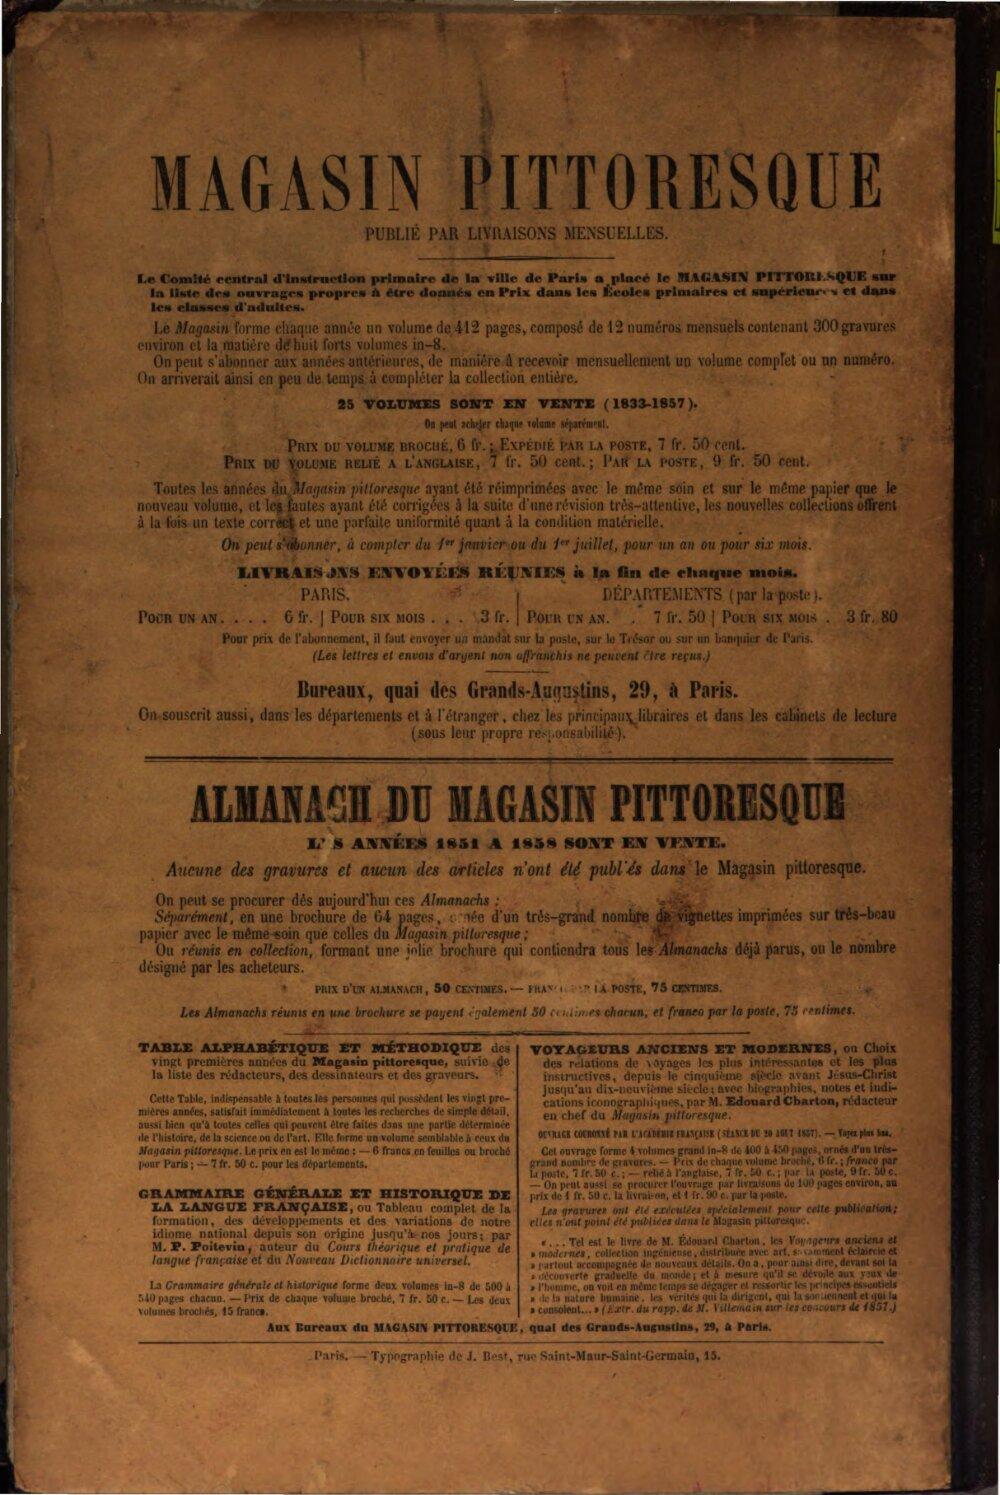 MAGASIN PITTORESQUE
PUBLIÉ PAR LIVRAISONS MENSUELLES.
Le Comité central d'instruction primaire de la ville de Paris a placé le MAGASIN PITTORESQUE sur
la liste des ouvrages propres à être donnés en Prix dans les Écoles primaires et supérieures et dans
les classes d'adultes.
Le Magasin forme chaque année un volume de 412 pages, composé de 12 numéros mensuels contenant 300 gravures
environ et la matière de huit forts volumes in-8.
On peut s'abonner aux années antérieures, de manière à recevoir mensuellement un volume complet ou un numéro.
On arriverait ainsi en peu de temps à compléter la collection entière.
25 VOLUMES SONT EN VENTE (1833-1857).
On peut acheter chaque volume séparément.
PRIX DU VOLUME BROCHÉ, 6 fr.; EXPÉDIÉ PAR LA POSTE, 7 fr. 50 cent.
PRIX DU VOLUME RELIÉ A L'ANGLAISE, 7 fr. 50 cent.; PAR LA POSTE, 9 fr. 50 cent.
Toutes les années du Magasin pittoresque ayant été réimprimées avec le même soin et sur le même papier que le
nouveau volume, et les fautes ayant été corrigées à la suite d'une révision très-attentive, les nouvelles collections offrent
à la fois un texte correct et une parfaite uniformité quant à la condition matérielle.
On peut s'abonner, à compter du 1er janvier ou du 1er juillet, pour un an ou pour six mois.
LIVRAISONS ENVOYÉES RÉUNIES à la fin de chaque mois.
PARIS. DÉPARTEMENTS (par la poste).
POUR UN AN. . . . . 6 fr. | POUR SIX MOIS . . . 3 fr. | POUR UN AN. . 7 fr. 50 | POUR SIX MOIS . 3 fr. 80
Pour prix de l'abonnement, il faut envoyer un mandat sur la poste, sur le Trésor ou sur un banquier de Paris.
(Les lettres et envois d'argent non affranchis ne peuvent être reçus.)
Bureaux, quai des Grands-Augustins, 29, à Paris.
On souscrit aussi, dans les départements et à l'étranger, chez les principaux libraires et dans les cabinets de lecture
(sous leur propre responsabilité).
ALMANACH DU MAGASIN PITTORESQUE
L S ANNÉES 1851 A 1858 SONT EN VENTE.
Aucune des gravures et aucun des articles n'ont été publiés dans le Magasin pittoresque.
On peut se procurer dès aujourd'hui ces Almanachs :
Séparément, en une brochure de 64 pages, ornée d'un très-grand nombre de vignettes imprimées sur très-beau
papier avec le même soin que celles du Magasin pittoresque;
Ou réunis en collection, formant une jolie brochure qui contiendra tous les Almanachs déjà parus, ou le nombre
désigné par les acheteurs.
PRIX D'UN ALMANACH, 50 CENTIMES. — FRANCO PAR LA POSTE, 75 CENTIMES.
Les Almanachs réunis en une brochure se payent également 50 centimes chacun, et franco par la poste, 75 centimes.
TABLE ALPHABÉTIQUE ET MÉTHODIQUE des
vingt premières années du Magasin pittoresque, suivie de
la liste des rédacteurs, des dessinateurs et des graveurs.
Cette Table, indispensable à toutes les personnes qui possèdent les vingt pre-
mières années, satisfait immédiatement à toutes les recherches de simple détail,
aussi bien qu'à toutes celles qui peuvent être faites dans une partie déterminée
de l'histoire, de la science ou de l'art. Elle forme un volume semblable à ceux du
Magasin pittoresque. Le prix en est le même : — 6 francs en feuilles ou broché
pour Paris; — 7 fr. 50 c. pour les départements.
GRAMMAIRE GÉNÉRALE ET HISTORIQUE DE
LA LANGUE FRANÇAISE, ou Tableau complet de la
formation, des développements et des variations de notre
idiome national depuis son origine jusqu'à nos jours; par
M. P. Poitevin, auteur du Cours théorique et pratique de
langue française et du Nouveau Dictionnaire universel.
La Grammaire générale et historique forme deux volumes in-8 de 500 à
540 pages chacun. — Prix de chaque volume broché, 7 fr. 50 c. — Les deux
volumes brochés, 15 francs.
VOYAGEURS ANCIENS ET MODERNES, ou Choix
des relations de voyages les plus intéressantes et les plus
instructives, depuis le cinquième siècle avant Jésus-Christ
jusqu'au dix-neuvième siècle; avec biographies, notes et indi-
cations iconographiques, par M. Edouard Charton, rédacteur
en chef du Magasin pittoresque.
OUVRAGE COURONNÉ PAR L'ACADÉMIE FRANÇAISE (SÉANCE DU 20 AOUT 1857). — Voyez plus bas.
Cet ouvrage forme 4 volumes grand in-8 de 400 à 450 pages, ornés d'un très-
grand nombre de gravures. — Prix de chaque volume broché, 6 fr.; franco par
la poste, 7 fr. 50 c.; — relié à l'anglaise, 7 fr. 50 c.; par la poste, 9 fr. 50 c.
— On peut aussi se procurer l'ouvrage par livraisons de 100 pages environ, au
prix de 1 fr. 50 c. la livraison, et 1 fr. 90 c. par la poste.
Les gravures ont été exécutées spécialement pour cette publication;
elles n'ont point été publiées dans le Magasin pittoresque.
«... Tel est le livre de M. Édouard Charton, les Voyageurs anciens et
» modernes, collection ingénieuse, distribuée avec art, savamment éclaircie et
» partout accompagnée de nouveaux détails. On a, pour ainsi dire, devant soi la
» découverte graduelle du monde; et à mesure qu'il se dévoile aux yeux de
» l'homme, on voit en même temps se dégager et ressortir les principes essentiels
» de la nature humaine, les vérités qui la dirigent, qui la soutiennent et qui la
» consolent... » (Extr. du rapp. de M. Villemain sur les concours de 1857.)
Aux Bureaux du MAGASIN PITTORESQUE, quai des Grands-Augustins, 29, à Paris.
Paris. — Typographie de J. Best, rue Saint-Maur-Saint-Germain, 15.